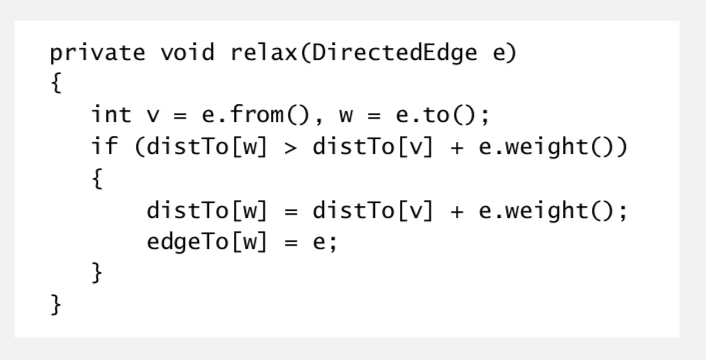 private void relax(DirectedEdge e)
{
   int v = e.from(), w = e.to();
   if (distTo[w] > distTo[v] + e.weight())
   {
       distTo[w] = distTo[v] + e.weight();
       edgeTo[w] = e;
   }
}